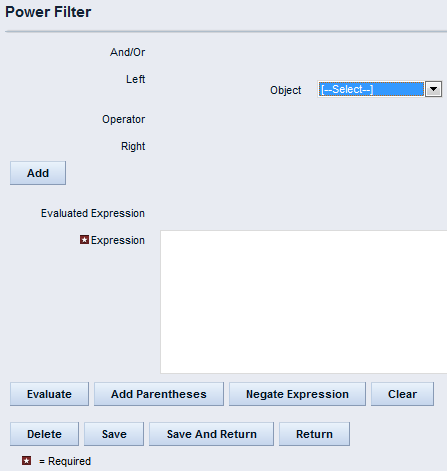 Power Filter
And/Or
Left
Object [--Select--]
Operator
Right
Add
Evaluated Expression
Expression
Evaluate Add Parentheses Negate Expression Clear
Delete Save Save And Return Return
= Required